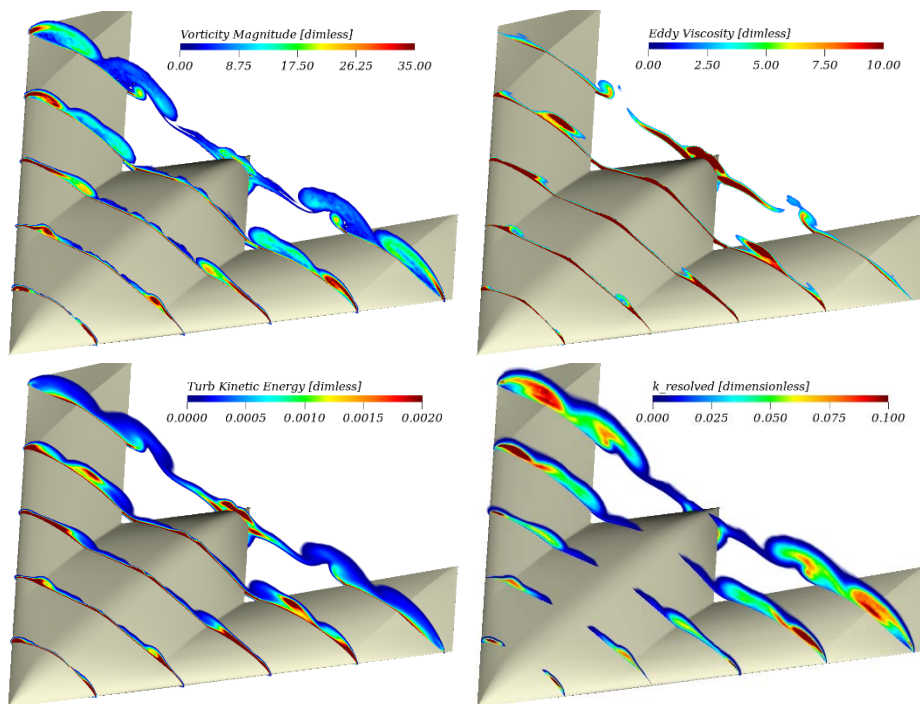 Vorticity Magnitude [dimless]
0.00 8.75 17.50 26.25 35.00
Eddy Viscosity [dimless]
0.00 2.50 5.00 7.50 10.00
Turb Kinetic Energy [dimless]
0.0000 0.0005 0.0010 0.0015 0.0020
k_resolved [dimensionless]
0.000 0.025 0.050 0.075 0.100